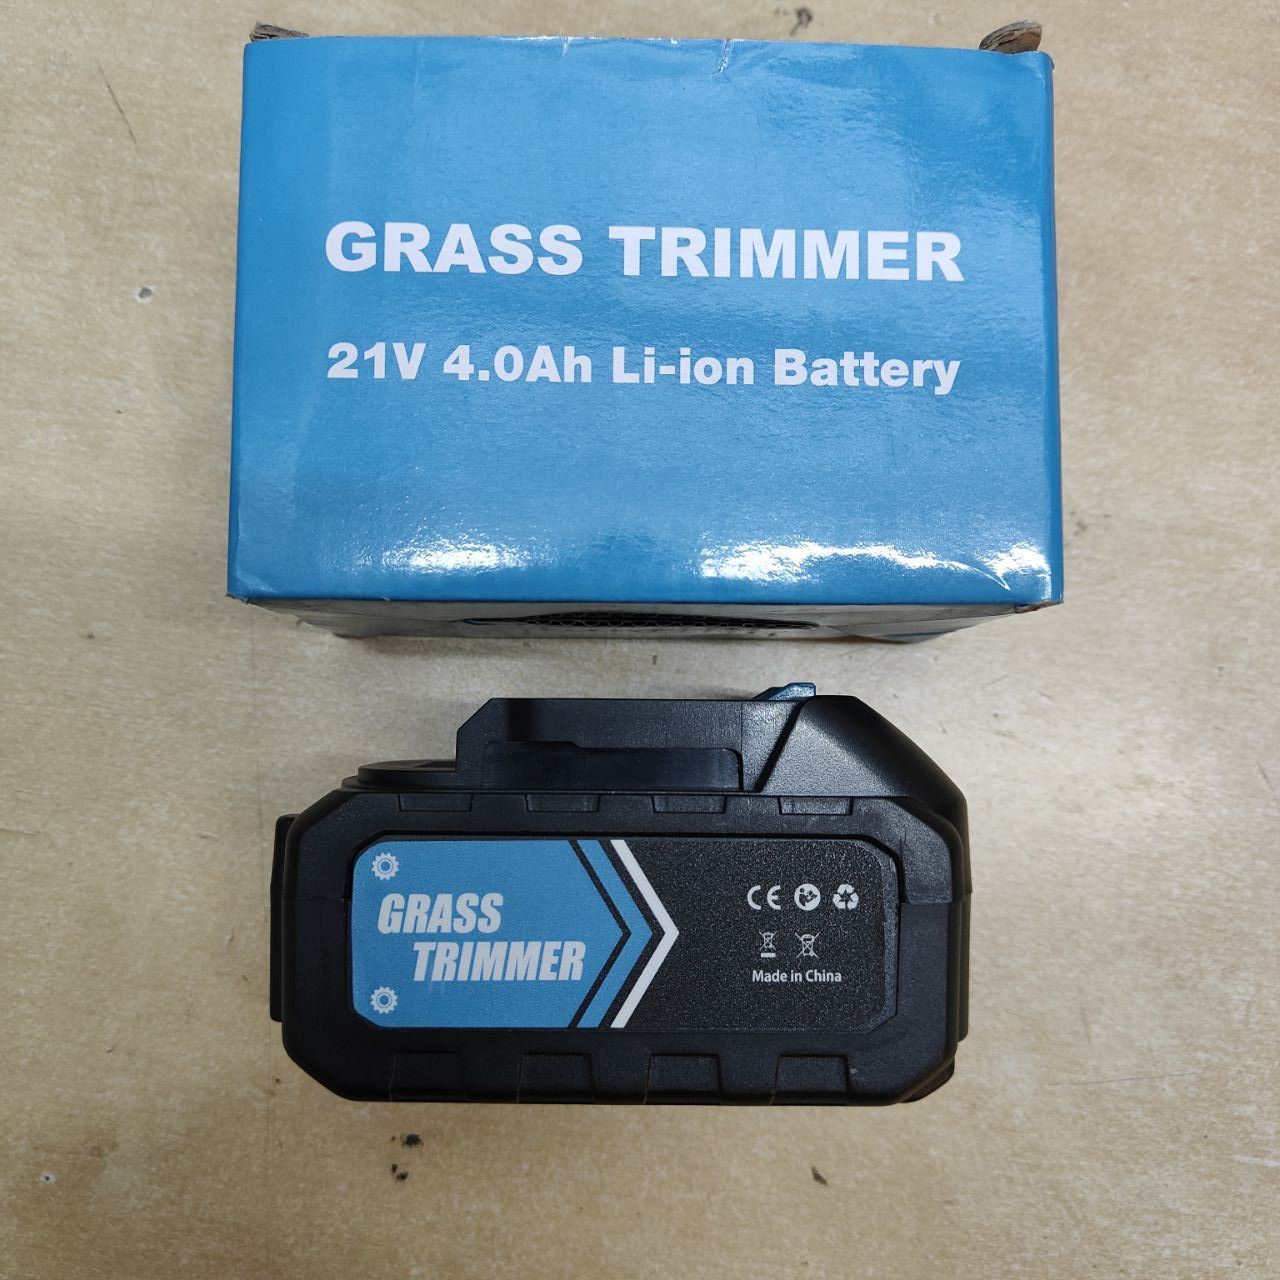 GRASS TRIMMER
21V 4.0Ah Li-ion Battery
GRASS
TRIMMER
CE
Made in China